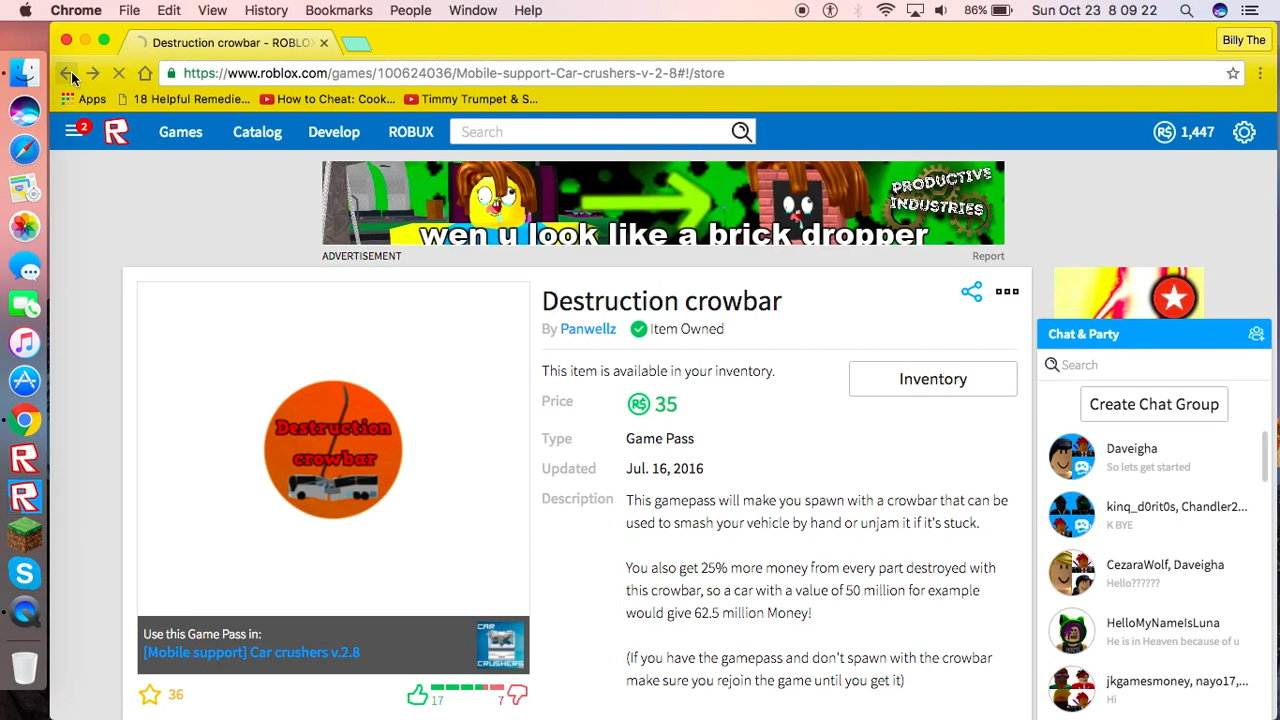 Chrome File Edit View History Bookmarks People Window Help 86% Sun Oct 23 8 09 22
Destruction crowbar - ROBLOX Billy The
https://www.roblox.com/games/100624036/Mobile-support-Car-crushers-v-2-8#!/store
Apps 18 Helpful Remedie... How to Cheat: Cook... Timmy Trumpet & S...
2 Games Catalog Develop ROBUX Search R$ 1,447
PRODUCTIVE
INDUSTRIES
wen u look like a brick dropper
ADVERTISEMENT Report
Destruction crowbar
By Panwellz Item Owned
This item is available in your inventory.
Inventory
Price R$ 35
Type Game Pass
Updated Jul. 16, 2016
Description This gamepass will make you spawn with a crowbar that can be
used to smash your vehicle by hand or unjam it if it's stuck.
You also get 25% more money from every part destroyed with
this crowbar, so a car with a value of 50 million for example
would give 62.5 million Money!
(If you have the gamepass and don't spawn with the crowbar
make sure you rejoin the game until you get it)
Destruction
crowbar
Use this Game Pass in:
[Mobile support] Car crushers v.2.8
CAR
CRUSHERS
36 17 7
Chat & Party
Search
Create Chat Group
Daveigha
So lets get started
kinq_d0rit0s, Chandler2...
K BYE
CezaraWolf, Daveigha
Hello??????
HelloMyNameIsLuna
He is in Heaven because of u
jkgamesmoney, nayo17,...
Hi